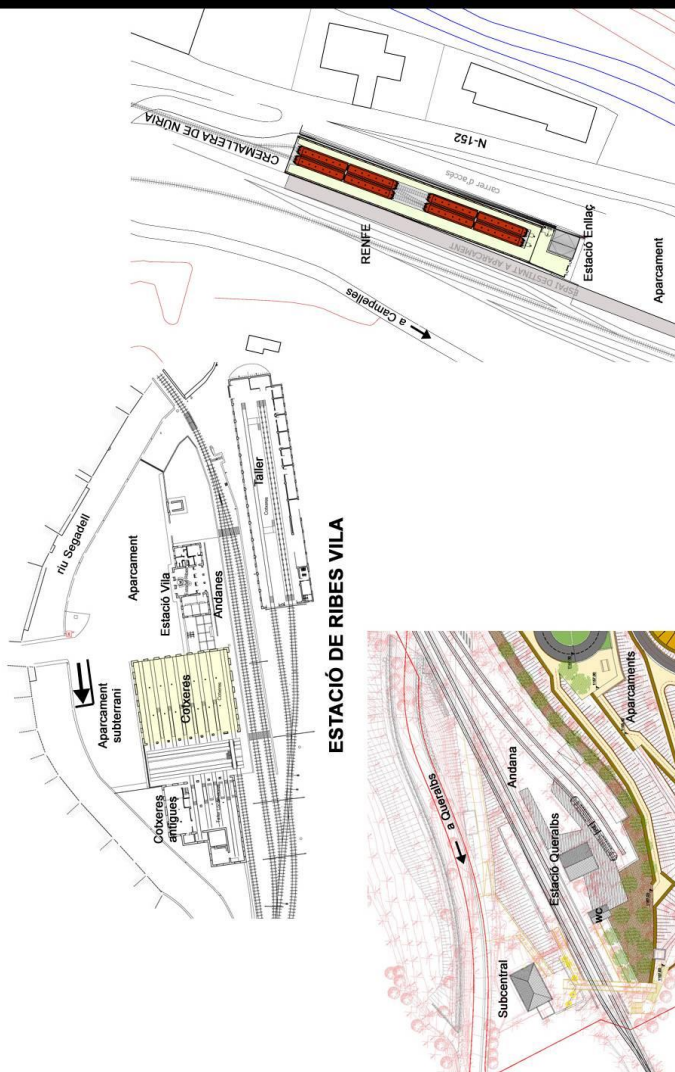 CREMALLERA DE NÚRIA
N-152
carrer d'accés
RENFE
ESPAI DESTINAT A APARCAMENT
Estació Enllaç
Aparcament
a Campelles
riu Segadell
Aparcament
Estació Vila
Andanes
Taller
Aparcament
subterrani
Cotxeres
Cotxeres
antigues
ESTACIÓ DE RIBES VILA
a Queralbs
Andana
Aparcaments
Estació Queralbs
WC
Subcentral